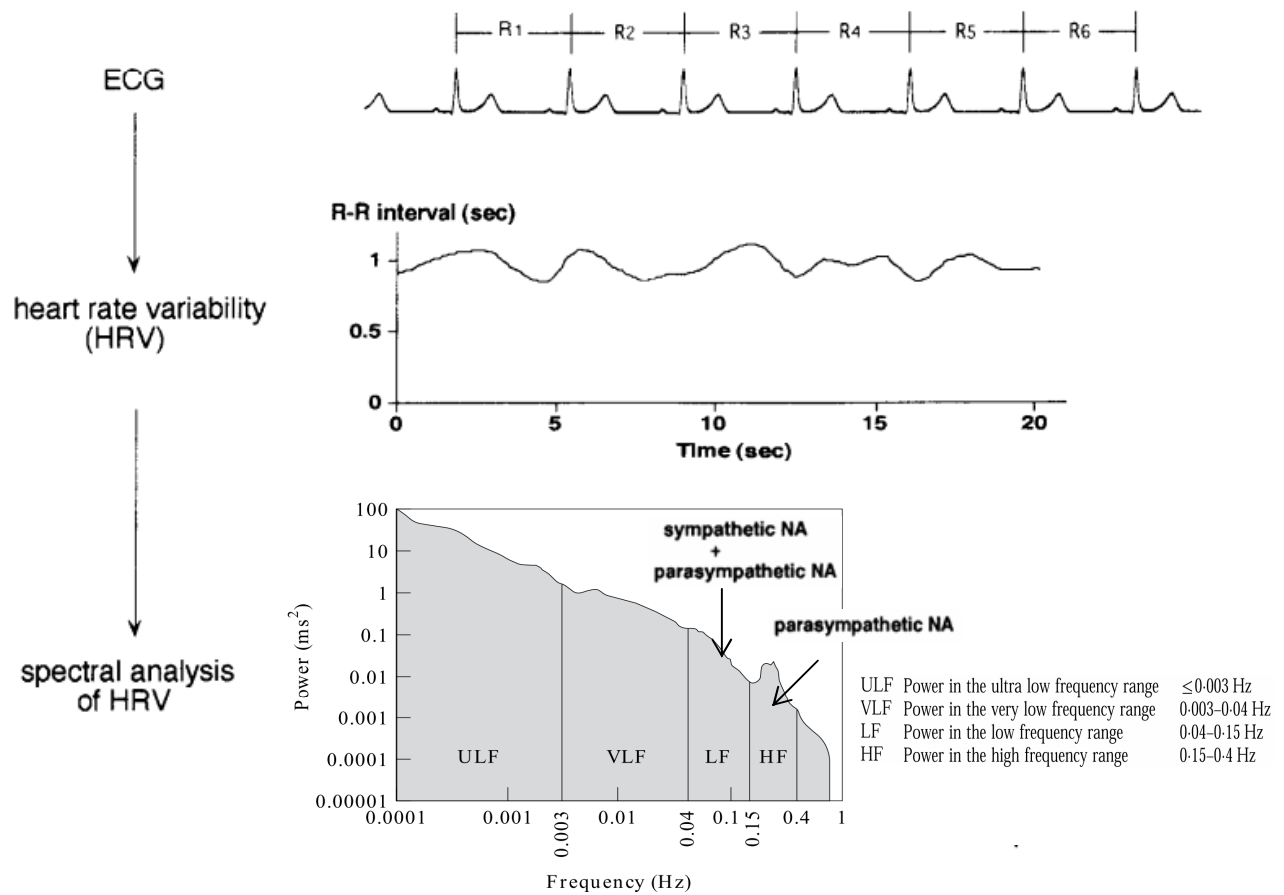 R1 R2 R3 R4 R5 R6
ECG
R-R interval (sec)
1
0.5
0
0 5 10 15 20
Time (sec)
heart rate variability
(HRV)
100
10
1
0.1
0.01
0.001
0.0001
0.00001
Power (ms²)
sympathetic NA
+
parasympathetic NA
parasympathetic NA
ULF VLF LF HF
0.0001 0.001 0.003 0.01 0.04 0.1 0.15 0.4 1
Frequency (Hz)
spectral analysis
of HRV
ULF Power in the ultra low frequency range ≤0·003 Hz
VLF Power in the very low frequency range 0·003–0·04 Hz
LF Power in the low frequency range 0·04–0·15 Hz
HF Power in the high frequency range 0·15–0·4 Hz